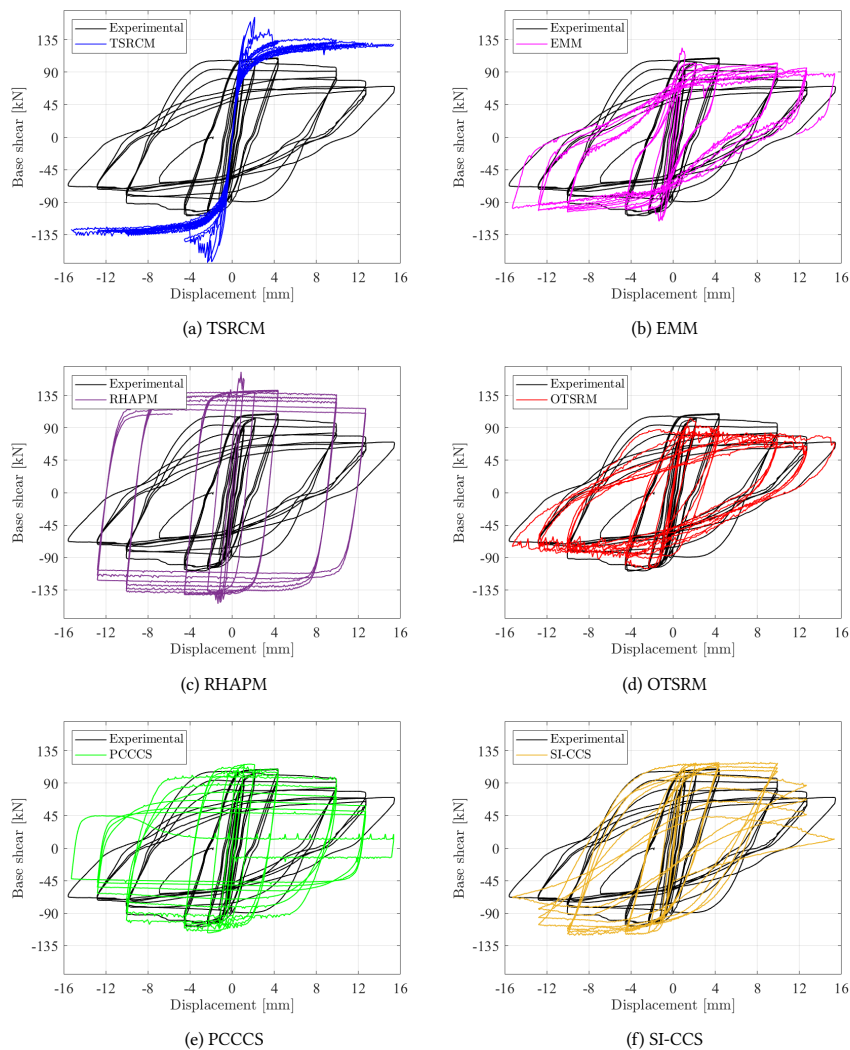 Experimental
TSRCM
135
90
45
0
-45
-90
-135
Base shear [kN]
-16 -12 -8 -4 0 4 8 12 16
Displacement [mm]
(a) TSRCM
Experimental
EMM
135
90
45
0
-45
-90
-135
Base shear [kN]
-16 -12 -8 -4 0 4 8 12 16
Displacement [mm]
(b) EMM
Experimental
RHAPM
135
90
45
0
-45
-90
-135
Base shear [kN]
-16 -12 -8 -4 0 4 8 12 16
Displacement [mm]
(c) RHAPM
Experimental
OTSRM
135
90
45
0
-45
-90
-135
Base shear [kN]
-16 -12 -8 -4 0 4 8 12 16
Displacement [mm]
(d) OTSRM
Experimental
PCCCS
135
90
45
0
-45
-90
-135
Base shear [kN]
-16 -12 -8 -4 0 4 8 12 16
Displacement [mm]
(e) PCCCS
Experimental
SI-CCS
135
90
45
0
-45
-90
-135
Base shear [kN]
-16 -12 -8 -4 0 4 8 12 16
Displacement [mm]
(f) SI-CCS